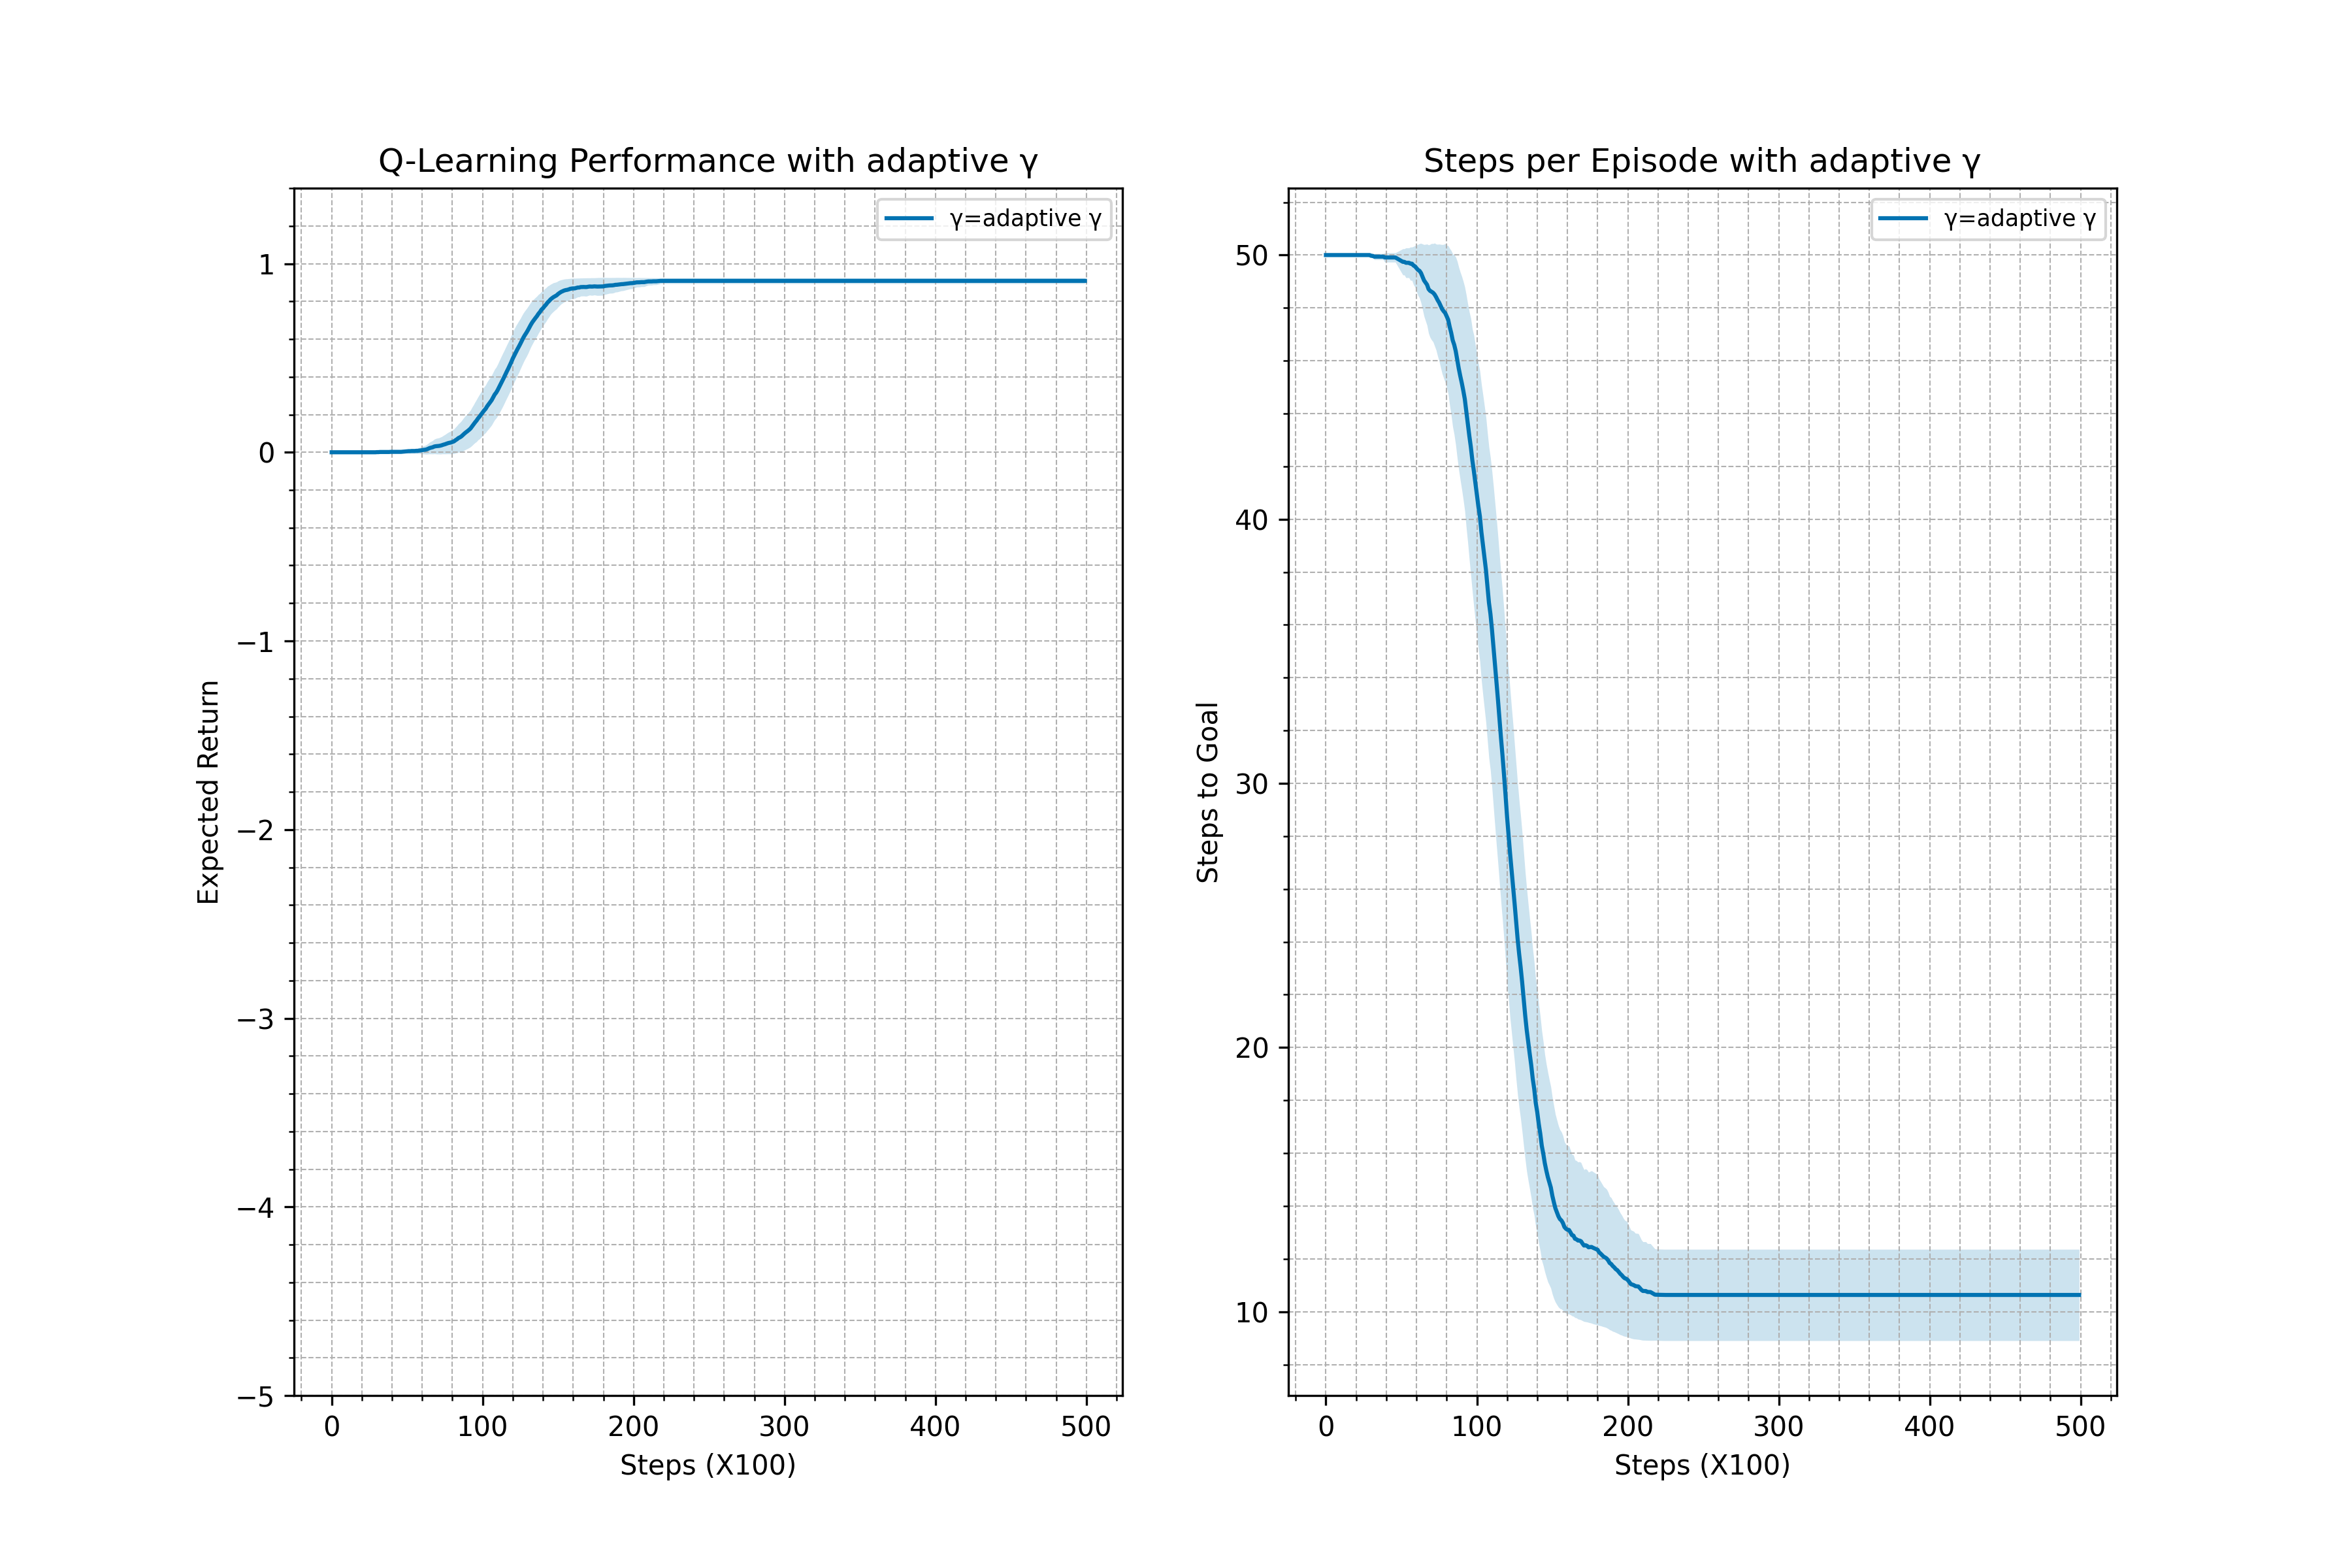 Q-Learning Performance with adaptive γ
γ=adaptive γ
1
0
−1
−2
−3
−4
−5
Expected Return
0 100 200 300 400 500
Steps (X100)
Steps per Episode with adaptive γ
γ=adaptive γ
50
40
30
20
10
Steps to Goal
0 100 200 300 400 500
Steps (X100)